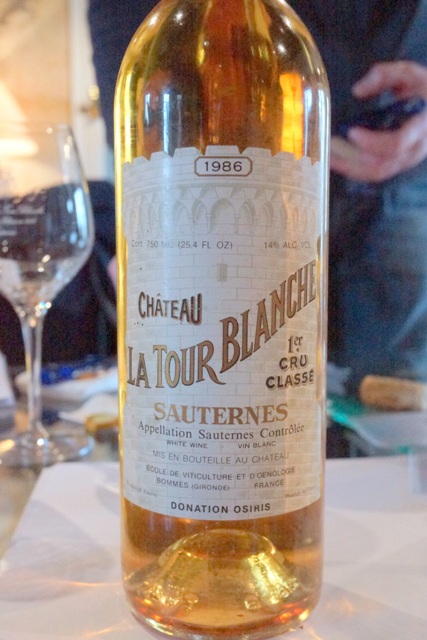 1986
Cont. 750 ML (25.4 FL OZ) 14% ALC. VOL
CHÂTEAU
LA TOUR BLANCHE
1er
CRU
CLASSÉ
SAUTERNES
Appellation Sauternes Contrôlée
WHITE WINE VIN BLANC
MIS EN BOUTEILLE AU CHATEAU
ECOLE DE VITICULTURE ET D'OENOLOGIE
BOMMES (GIRONDE) FRANCE
DONATION OSIRIS